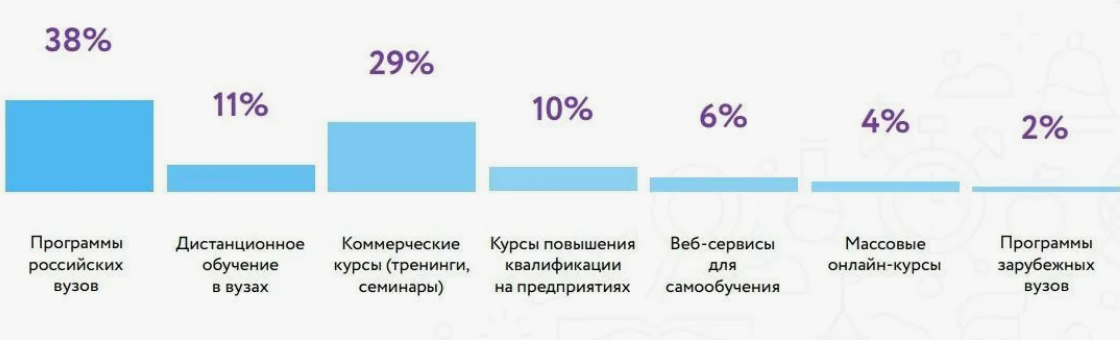 38%
11%
29%
10%
6%
4%
2%
Программы
российских
вузов
Дистанционное
обучение
в вузах
Коммерческие
курсы (тренинги,
семинары)
Курсы повышения
квалификации
на предприятиях
Веб-сервисы
для
самообучения
Массовые
онлайн-курсы
Программы
зарубежных
вузов